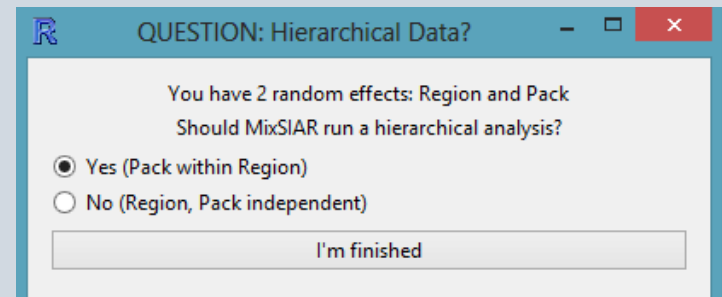 R
QUESTION: Hierarchical Data?
You have 2 random effects: Region and Pack
Should MixSIAR run a hierarchical analysis?
Yes (Pack within Region)
No (Region, Pack independent)
I'm finished